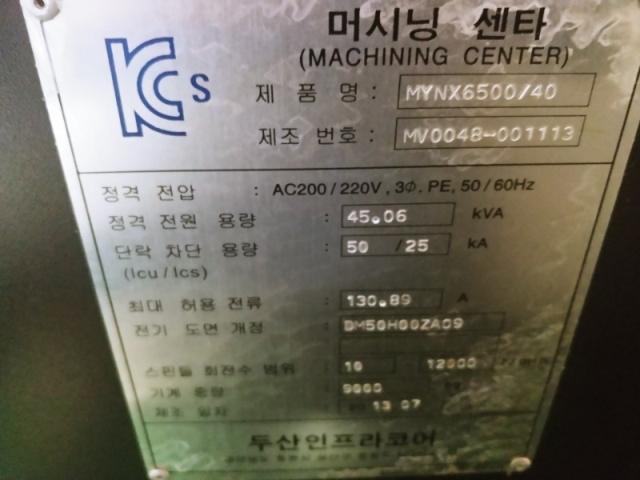 머시닝 센타
(MACHINING CENTER)
KCs
제 품 명 : MYNX6500/40
제조 번호 : MV0048-001113
정격 전압 : AC200/220V, 3Φ. PE, 50/60Hz
정격 전원 용량 : 45.06 kVA
단락 차단 용량 : 50 /25 kA
(Icu/Ics)
최대 허용 전류 : 130.89 A
전기 도면 개정 : DM50H00ZA09
스핀들 회전수 범위 : 10 - 12000 r/min
기계 중량 : 9000
제조 일자 : 20 13 07
두산인프라코어